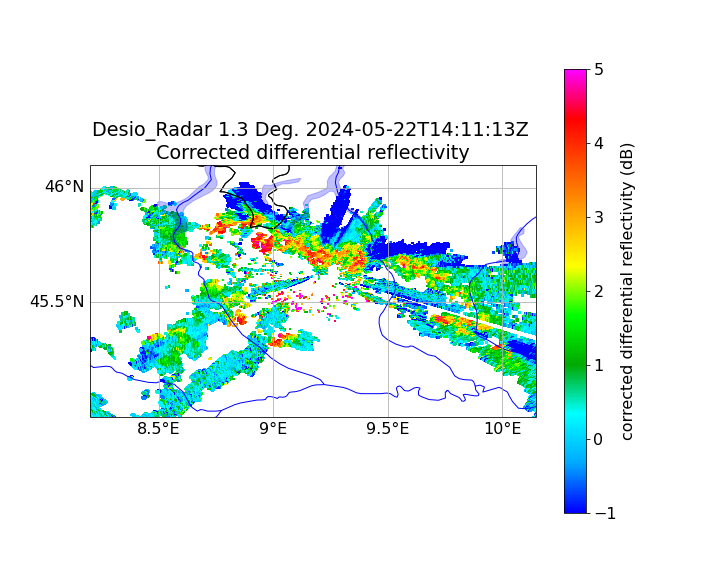 Desio_Radar 1.3 Deg. 2024-05-22T14:11:13Z
Corrected differential reflectivity
46°N
45.5°N
8.5°E
9°E
9.5°E
10°E
5
4
3
2
1
0
−1
corrected differential reflectivity (dB)